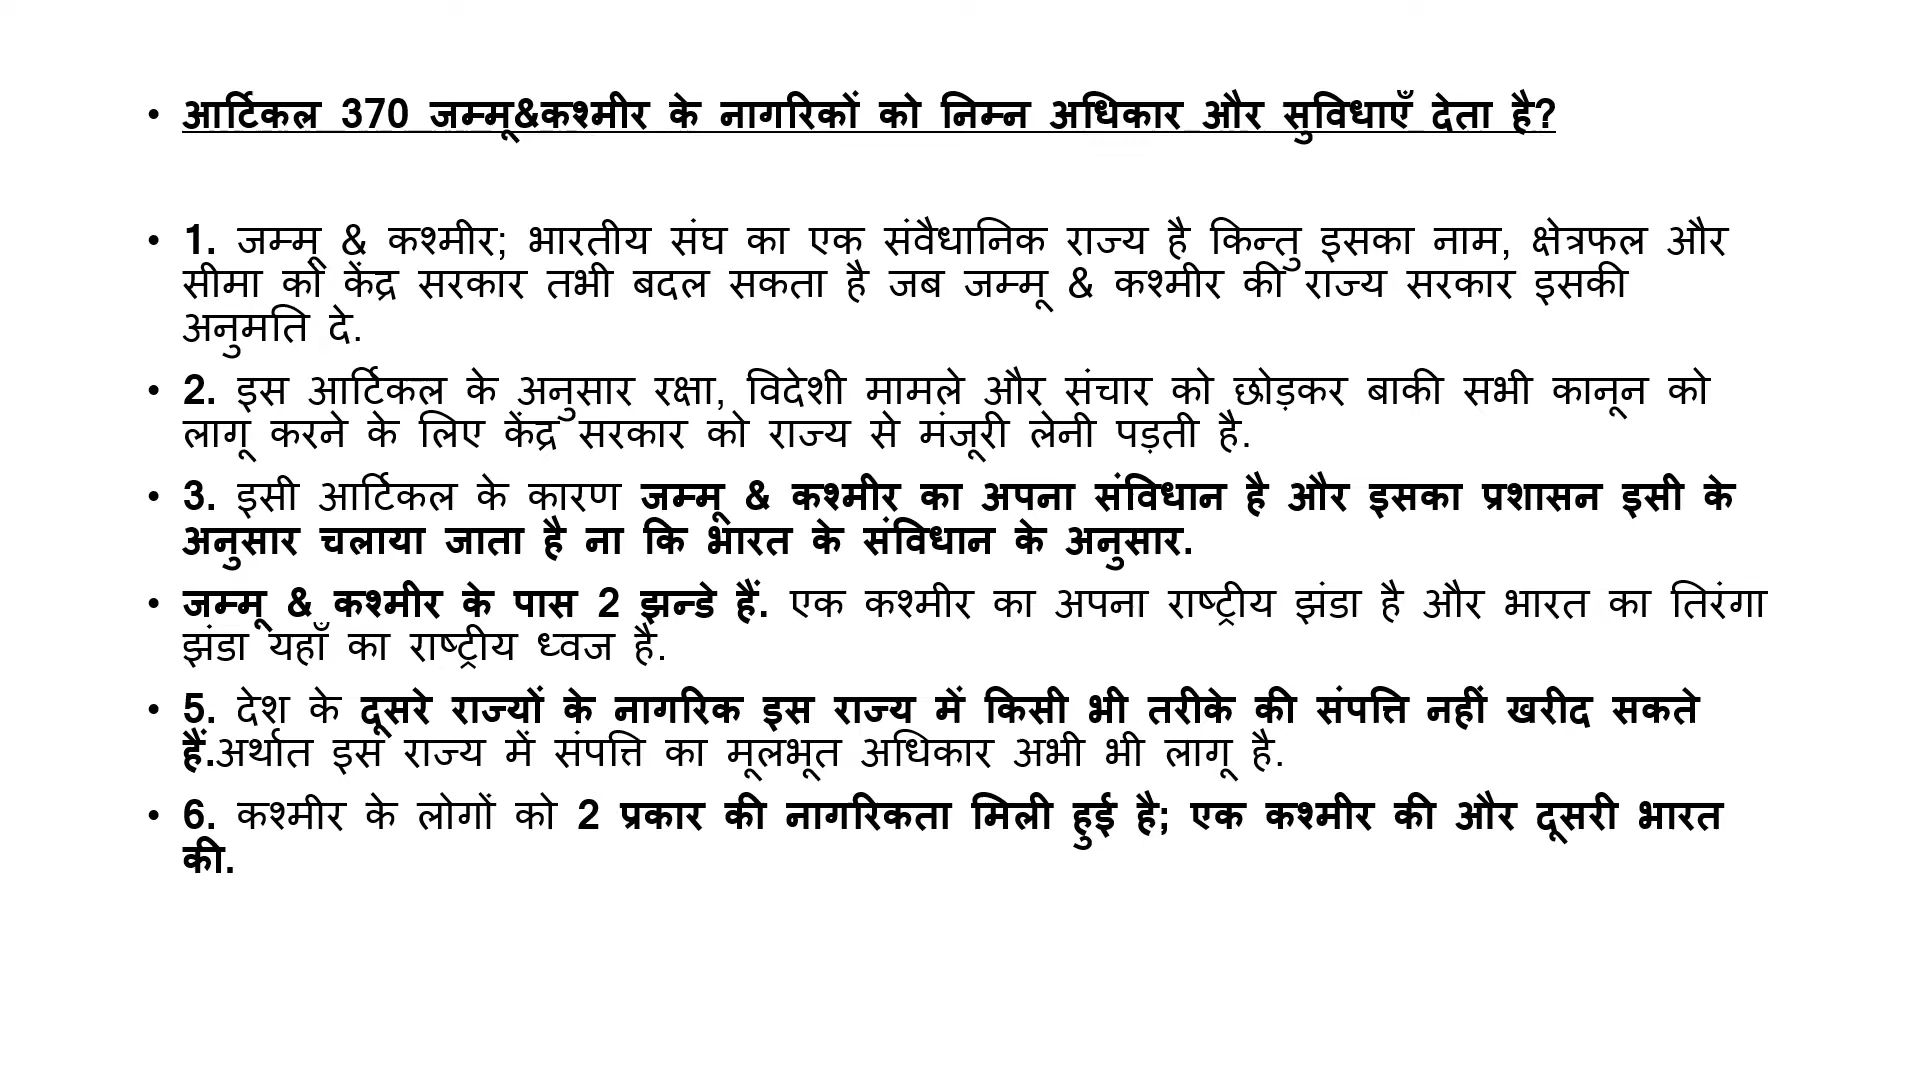 • आर्टिकल 370 जम्मू&कश्मीर के नागरिकों को निम्न अधिकार और सुविधाएँ देता है?
• 1. जम्मू & कश्मीर; भारतीय संघ का एक संवैधानिक राज्य है किन्तु इसका नाम, क्षेत्रफल और
सीमा को केंद्र सरकार तभी बदल सकता है जब जम्मू & कश्मीर की राज्य सरकार इसकी
अनुमति दे.
• 2. इस आर्टिकल के अनुसार रक्षा, विदेशी मामले और संचार को छोड़कर बाकी सभी कानून को
लागू करने के लिए केंद्र सरकार को राज्य से मंजूरी लेनी पड़ती है.
• 3. इसी आर्टिकल के कारण जम्मू & कश्मीर का अपना संविधान है और इसका प्रशासन इसी के
अनुसार चलाया जाता है ना कि भारत के संविधान के अनुसार.
• जम्मू & कश्मीर के पास 2 झन्डे हैं. एक कश्मीर का अपना राष्ट्रीय झंडा है और भारत का तिरंगा
झंडा यहाँ का राष्ट्रीय ध्वज है.
• 5. देश के दूसरे राज्यों के नागरिक इस राज्य में किसी भी तरीके की संपत्ति नहीं खरीद सकते
हैं.अर्थात इस राज्य में संपत्ति का मूलभूत अधिकार अभी भी लागू है.
• 6. कश्मीर के लोगों को 2 प्रकार की नागरिकता मिली हुई है; एक कश्मीर की और दूसरी भारत
की.